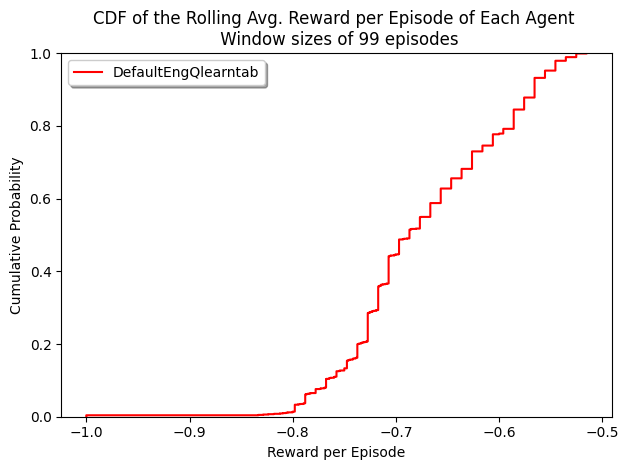 CDF of the Rolling Avg. Reward per Episode of Each Agent
Window sizes of 99 episodes
DefaultEngQlearntab
Cumulative Probability
1.0
0.8
0.6
0.4
0.2
0.0
−1.0 −0.9 −0.8 −0.7 −0.6 −0.5
Reward per Episode